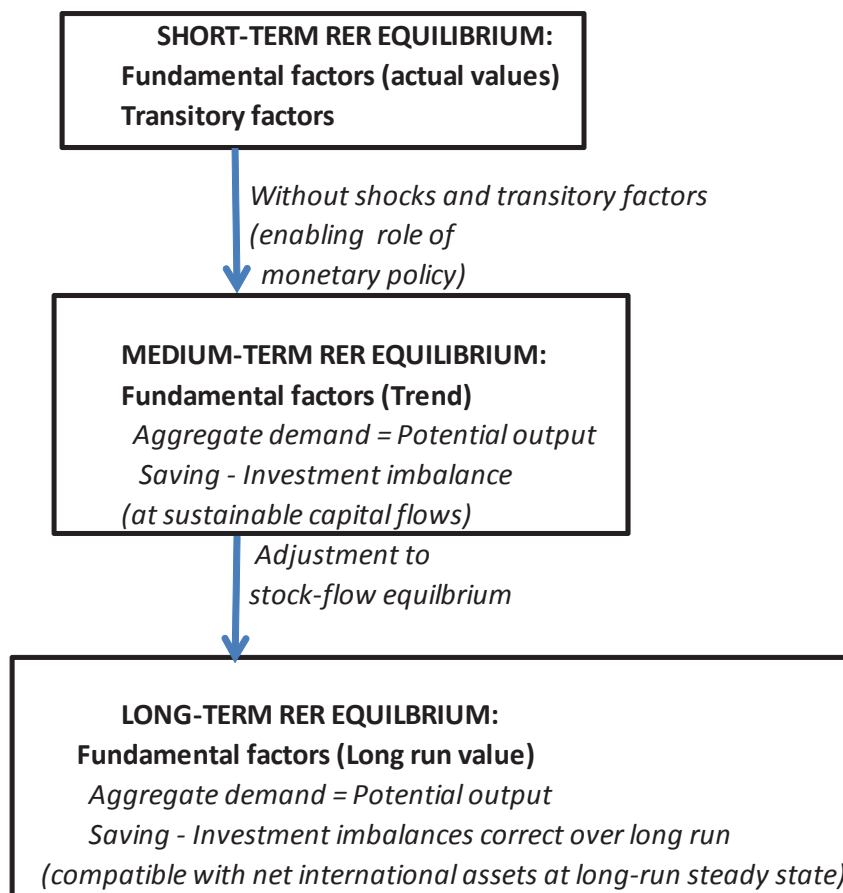 SHORT-TERM RER EQUILIBRIUM:
Fundamental factors (actual values)
Transitory factors
Without shocks and transitory factors
(enabling role of
monetary policy)
MEDIUM-TERM RER EQUILIBRIUM:
Fundamental factors (Trend)
Aggregate demand = Potential output
Saving - Investment imbalance
(at sustainable capital flows)
Adjustment to
stock-flow equilbrium
LONG-TERM RER EQUILBRIUM:
Fundamental factors (Long run value)
Aggregate demand = Potential output
Saving - Investment imbalances correct over long run
(compatible with net international assets at long-run steady state)